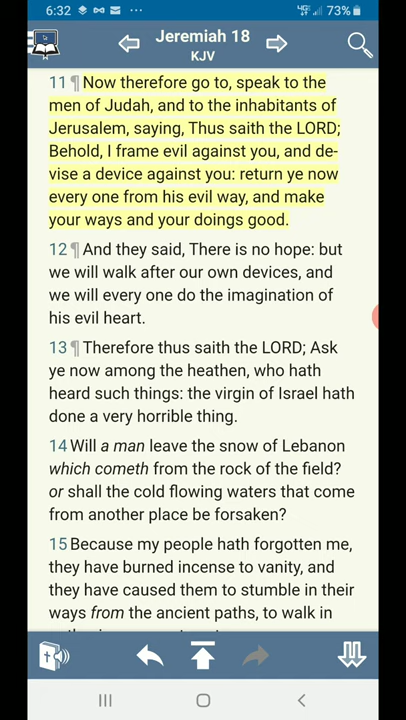 6:32 73%
Jeremiah 18
KJV
11 ¶ Now therefore go to, speak to the
men of Judah, and to the inhabitants of
Jerusalem, saying, Thus saith the LORD;
Behold, I frame evil against you, and de-
vise a device against you: return ye now
every one from his evil way, and make
your ways and your doings good.
12 ¶ And they said, There is no hope: but
we will walk after our own devices, and
we will every one do the imagination of
his evil heart.
13 ¶ Therefore thus saith the LORD; Ask
ye now among the heathen, who hath
heard such things: the virgin of Israel hath
done a very horrible thing.
14 Will a man leave the snow of Lebanon
which cometh from the rock of the field?
or shall the cold flowing waters that come
from another place be forsaken?
15 Because my people hath forgotten me,
they have burned incense to vanity, and
they have caused them to stumble in their
ways from the ancient paths, to walk in